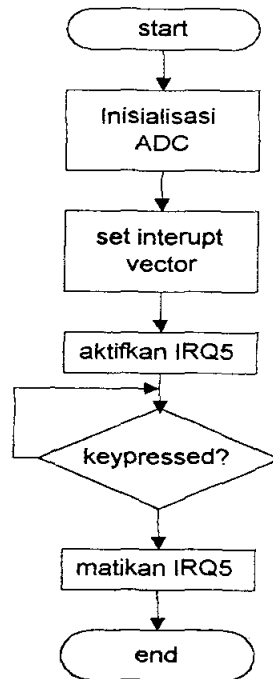 start
Inisialisasi
ADC
set interupt
vector
aktifkan IRQ5
keypressed?
matikan IRQ5
end